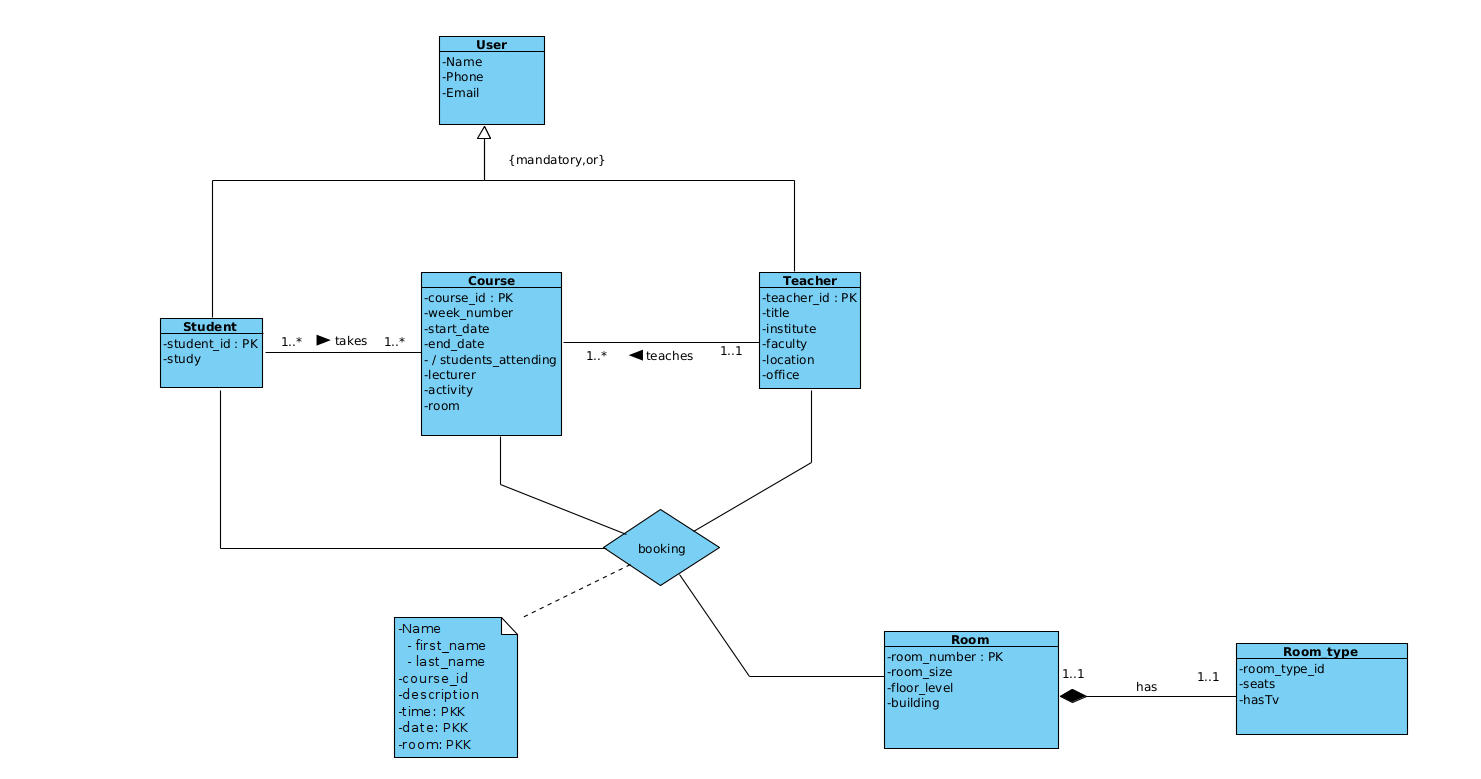 User
-Name
-Phone
-Email
{mandatory,or}
Student
-student_id : PK
-study
1..*
takes
1..*
Course
-course_id : PK
-week_number
-start_date
-end_date
- / students_attending
-lecturer
-activity
-room
1..*
teaches
1..1
Teacher
-teacher_id : PK
-title
-institute
-faculty
-location
-office
booking
-Name
- first_name
- last_name
-course_id
-description
-time: PKK
-date: PKK
-room: PKK
Room
-room_number : PK
-room_size
-floor_level
-building
1..1
has
1..1
Room_type
-room_type_id
-seats
-hasTv